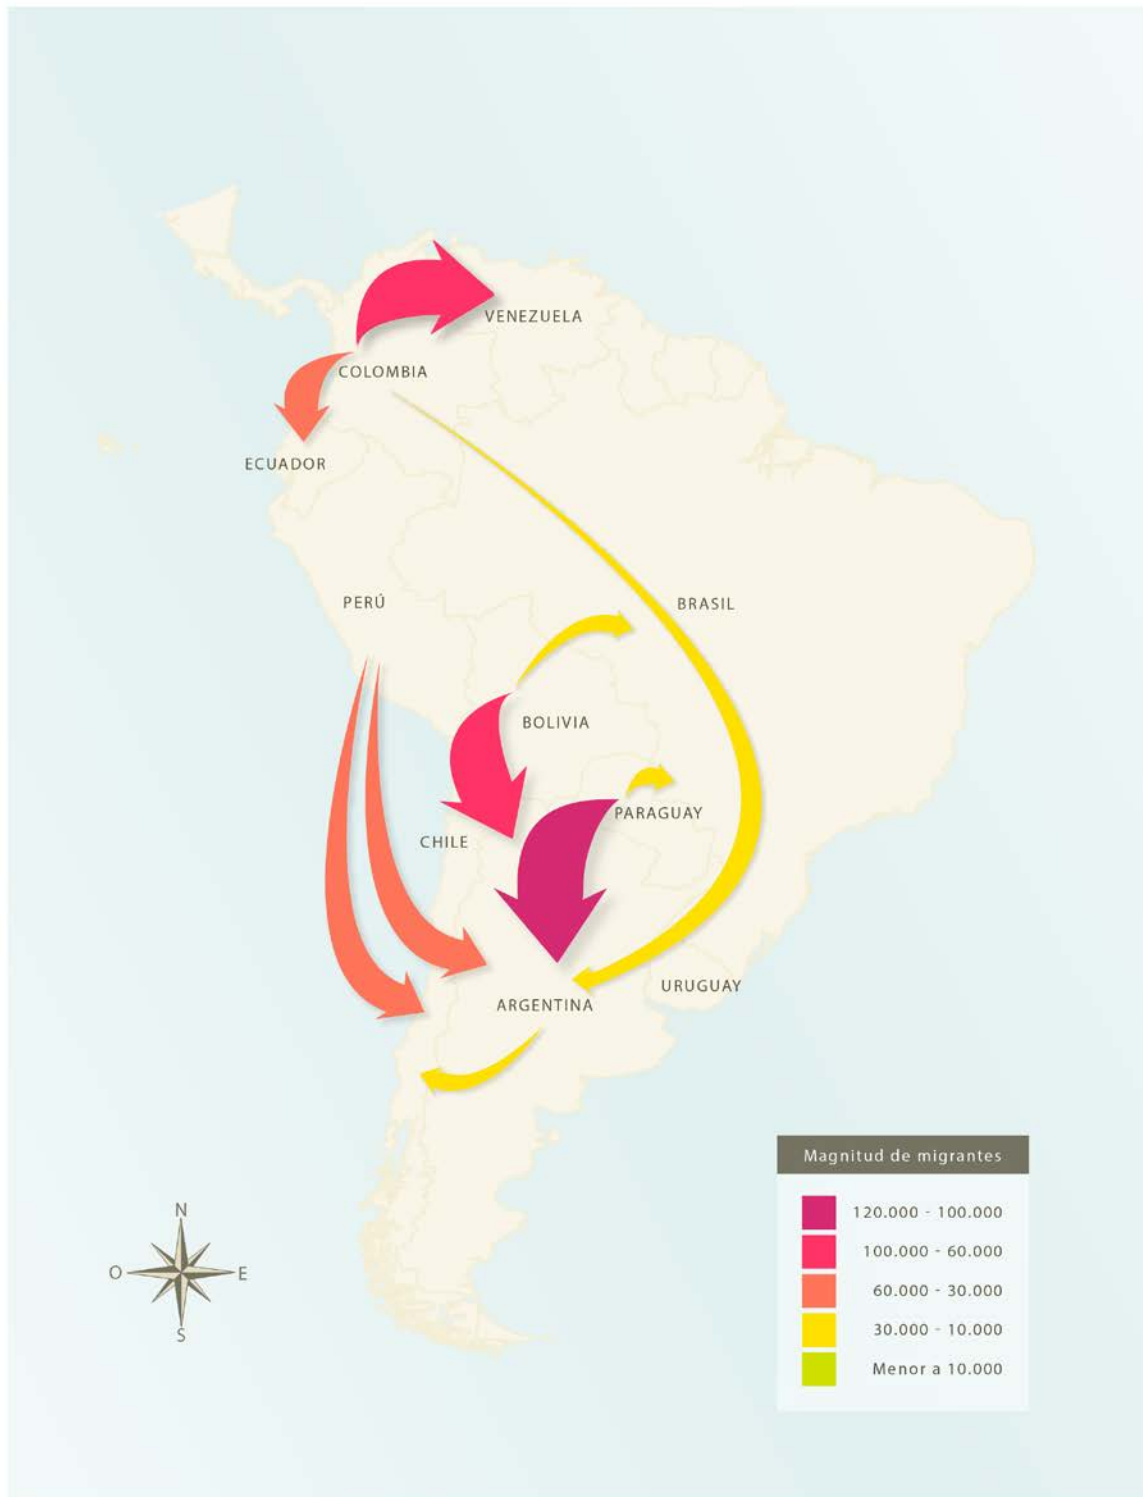 VENEZUELA
COLOMBIA
ECUADOR
PERÚ
BRASIL
BOLIVIA
PARAGUAY
CHILE
URUGUAY
ARGENTINA
Magnitud de migrantes
120.000 - 100.000
100.000 - 60.000
60.000 - 30.000
30.000 - 10.000
Menor a 10.000
N
O
E
S